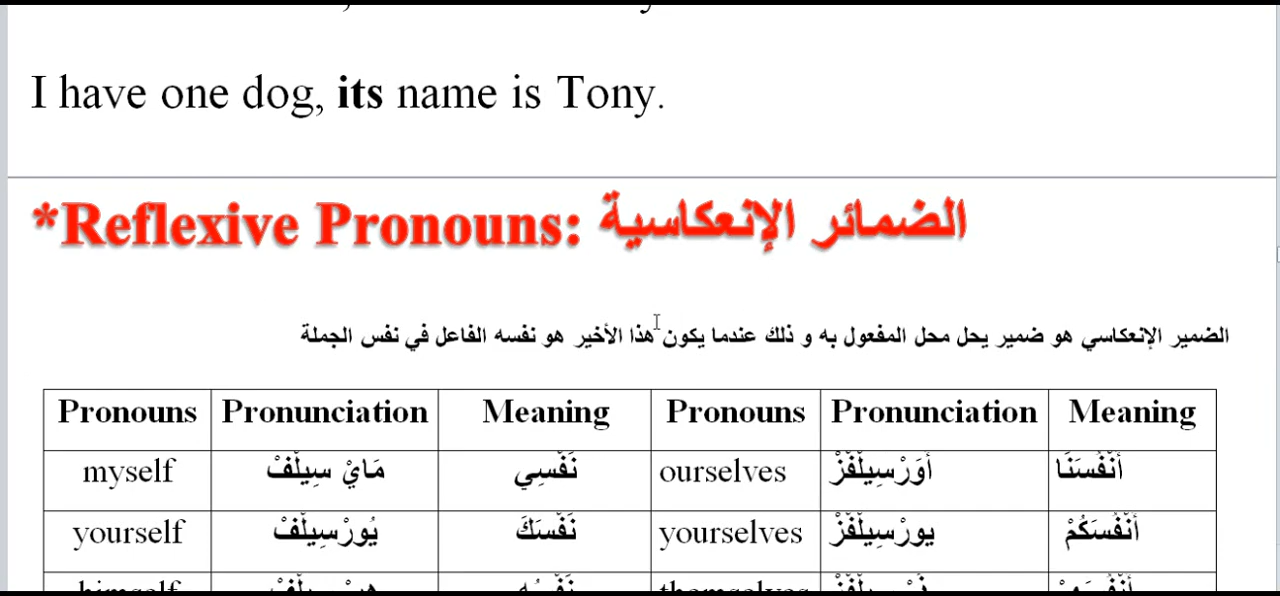 I have one dog, its name is Tony.
*Reflexive Pronouns: الضمائر الإنعكاسية
الضمير الإنعكاسي هو ضمير يحل محل المفعول به و ذلك عندما يكون هذا الأخير هو نفسه الفاعل في نفس الجملة
Pronouns Pronunciation Meaning Pronouns Pronunciation Meaning
myself مَايْ سِيلْفْ نَفْسِي ourselves أَوَرْسِيلْفْزْ أَنْفُسَنَا
yourself يُورْسِيلْفْ نَفْسَكَ yourselves يورْسِيلْفْزْ أَنْفُسَكُمْ
himself themselves